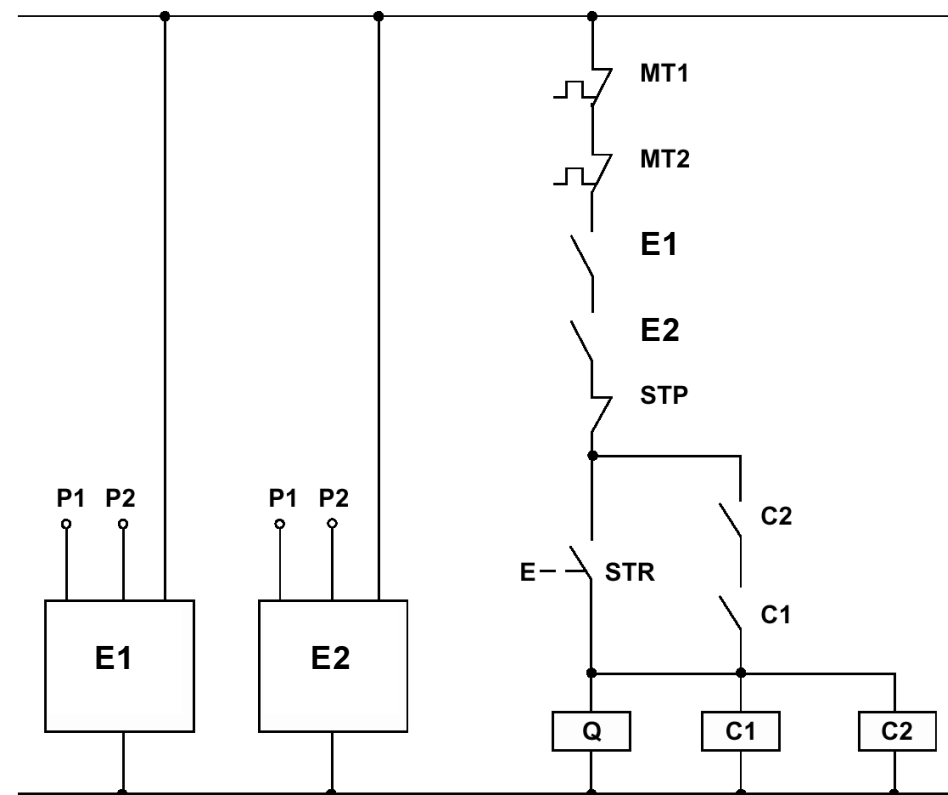 MT1
MT2
E1
E2
STP
P1 P2 P1 P2
C2
E STR
C1
E1 E2
Q C1 C2